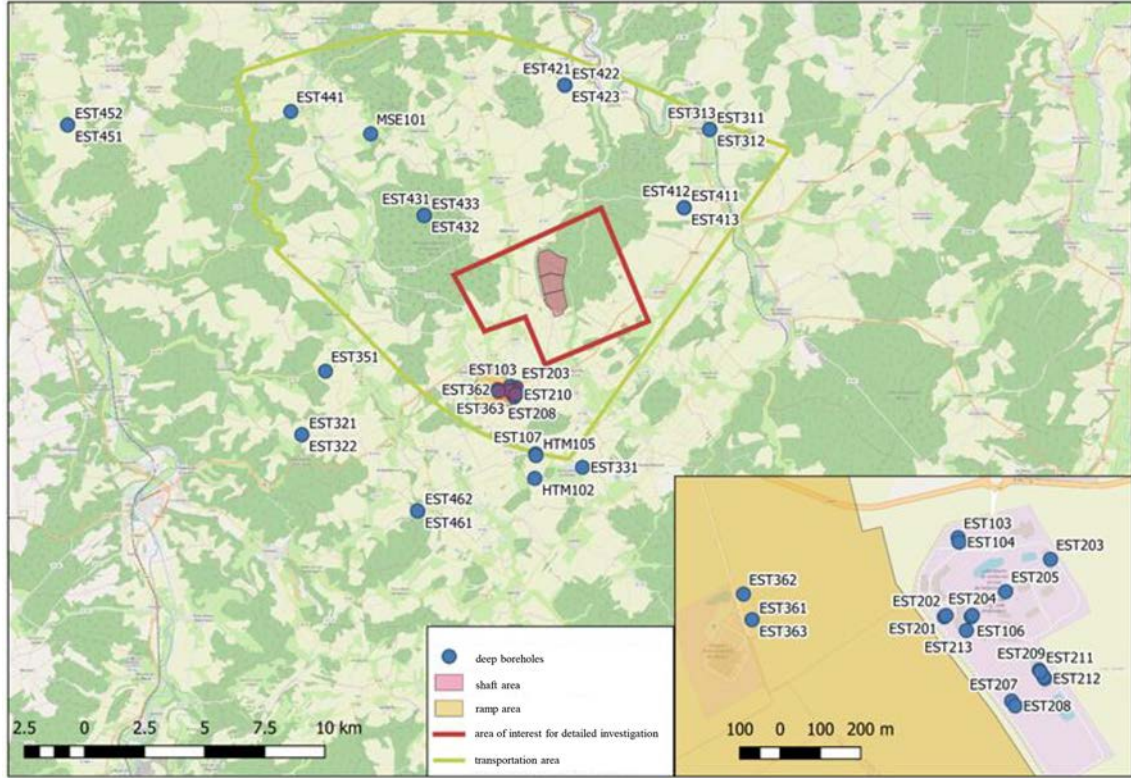 EST421 EST422
EST423
EST452
EST451
EST441
MSE101
EST313 EST311
EST312
EST431 EST433
EST432
EST412 EST411
EST413
EST351
EST103 EST203
EST362 EST210
EST363 EST208
EST321
EST322
EST107 HTM105
EST331
HTM102
EST462
EST461
EST103
EST104
EST203
EST362
EST205
EST361
EST363
EST202 EST204
EST201 EST106
EST213
EST209 EST211
EST212
EST207
EST208
deep boreholes
shaft area
ramp area
area of interest for detailed investigation
transportation area
2.5 0 2.5 5 7.5 10 km
100 0 100 200 m